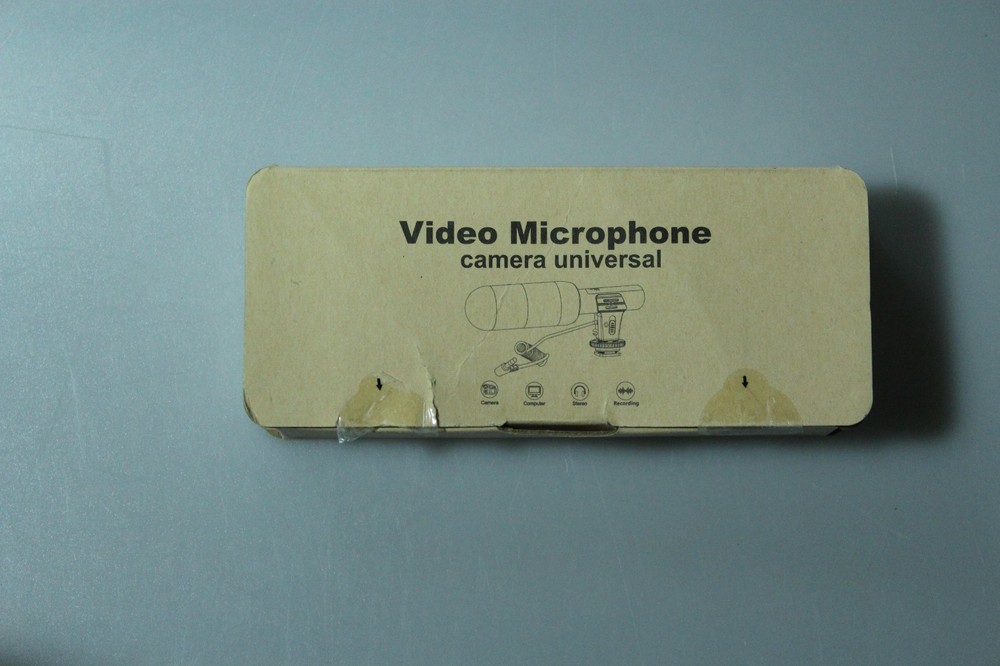 Video Microphone
camera universal
Camera Computer Stereo Recording